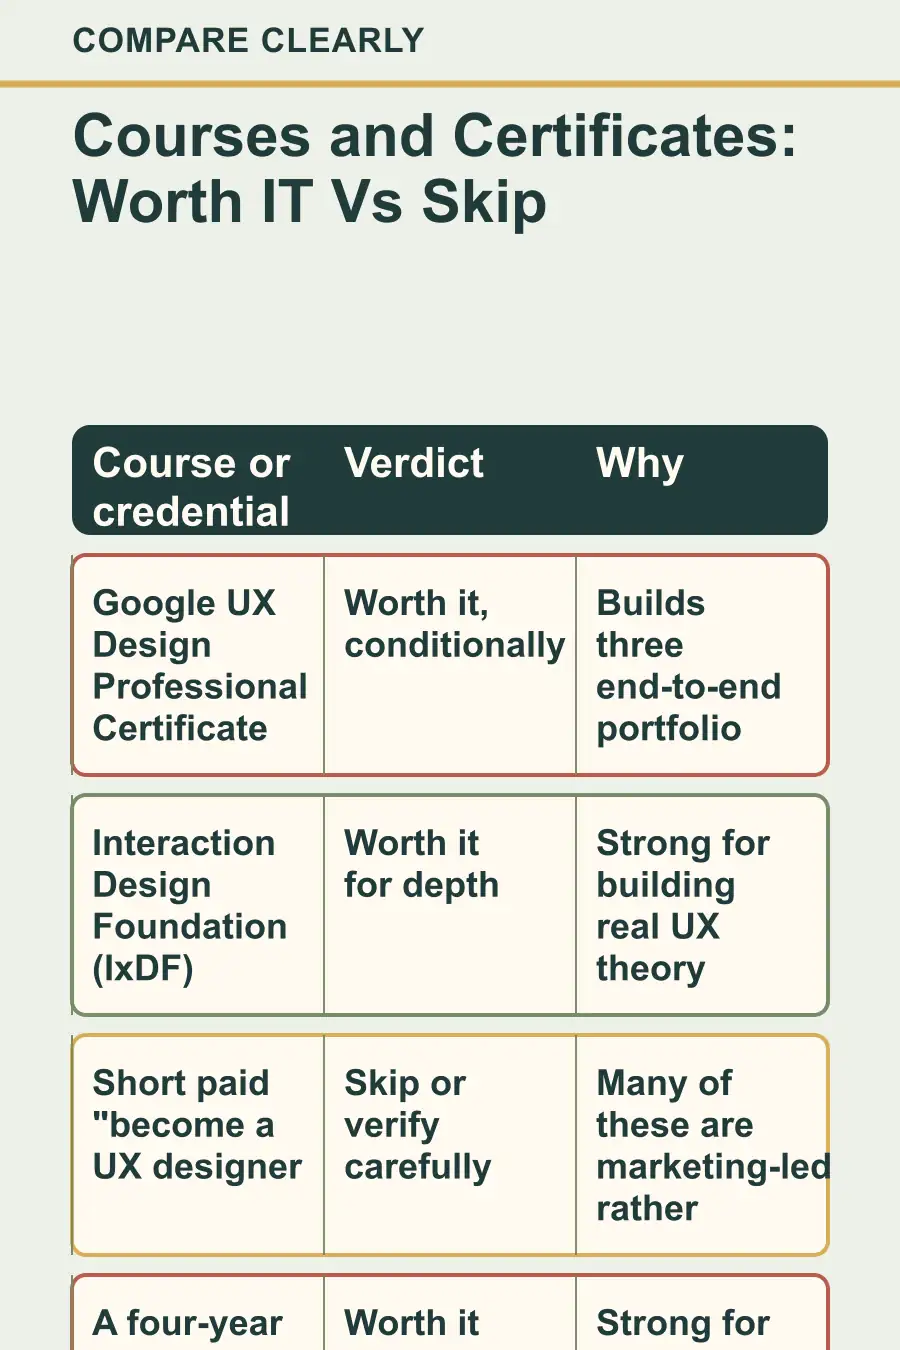 COMPARE CLEARLY
Courses and Certificates:
Worth IT Vs Skip
Course or
credential
Verdict
Why
Google UX
Design
Professional
Certificate
Worth it,
conditionally
Builds
three
end-to-end
portfolio
Interaction
Design
Foundation
(IxDF)
Worth it
for depth
Strong for
building
real UX
theory
Short paid
"become a
UX designer
Skip or
verify
carefully
Many of
these are
marketing-led
rather
A four-year
Worth it
Strong for